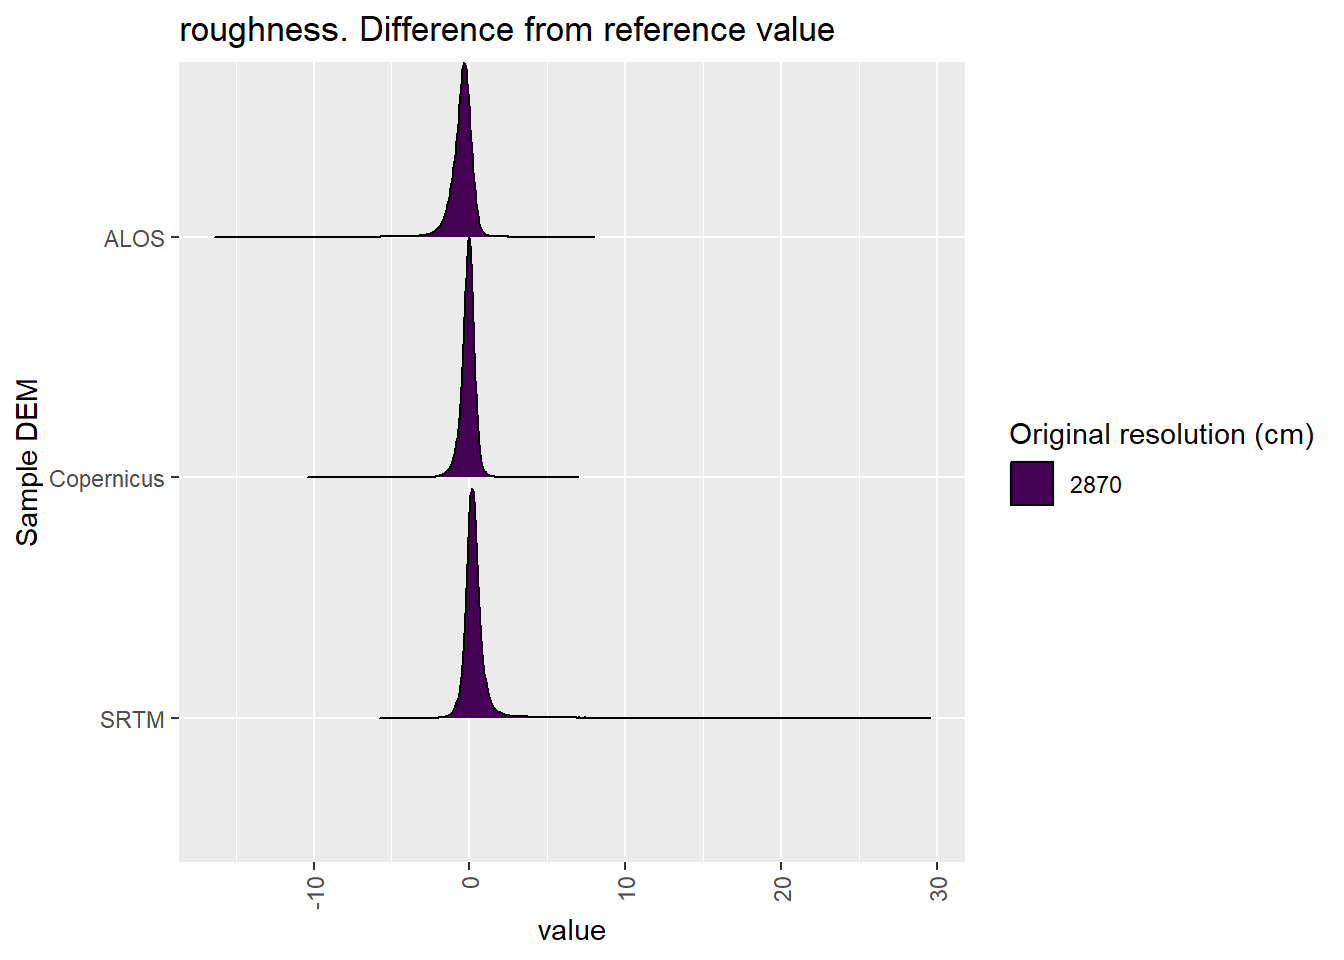 roughness. Difference from reference value
Sample DEM
ALOS
Copernicus
SRTM
-10
0
10
20
30
value
Original resolution (cm)
2870